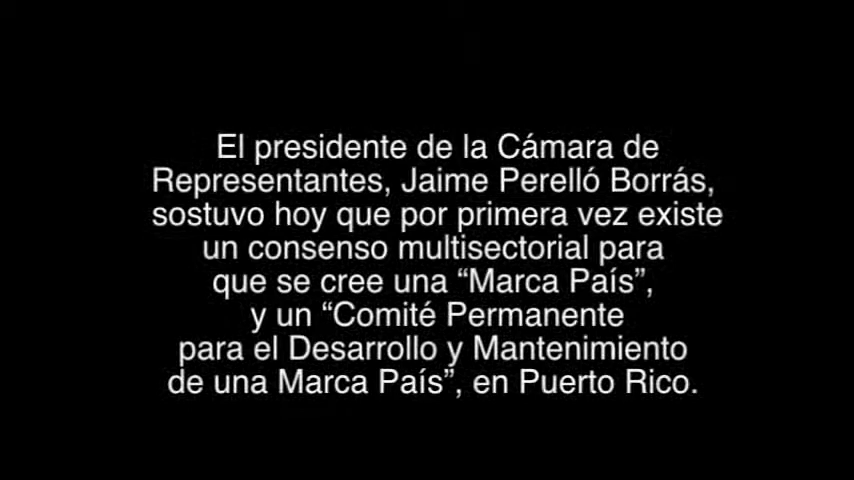 El presidente de la Cámara de
Representantes, Jaime Perelló Borrás,
sostuvo hoy que por primera vez existe
un consenso multisectorial para
que se cree una “Marca País”,
y un “Comité Permanente
para el Desarrollo y Mantenimiento
de una Marca País”, en Puerto Rico.